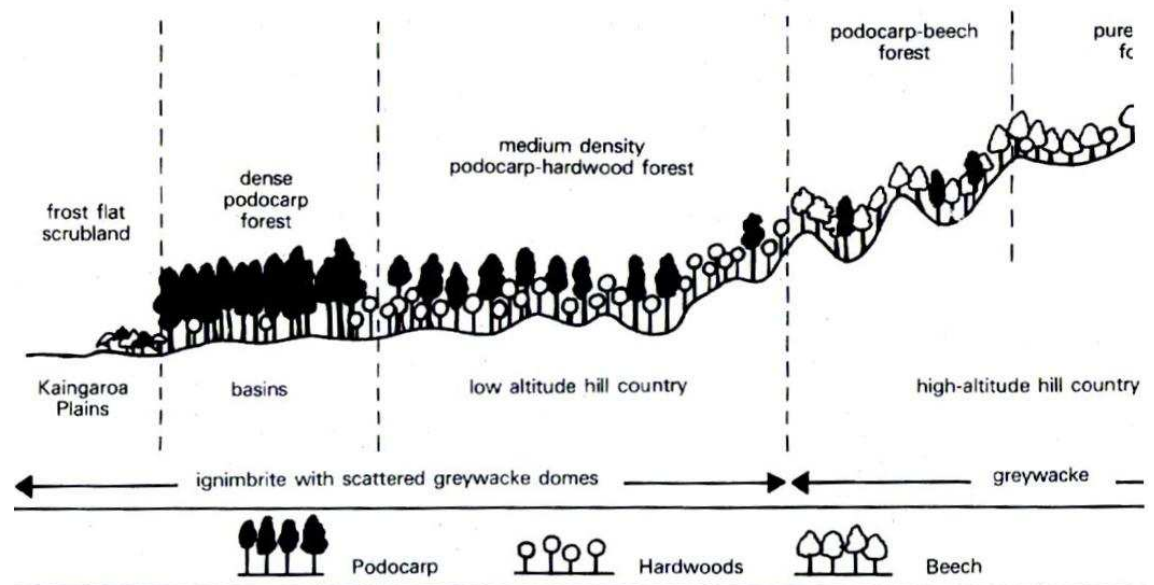 podocarp-beech
forest
pure
medium density
podocarp-hardwood forest
dense
podocarp
forest
frost flat
scrubland
Kaingaroa
Plains
basins
low altitude hill country
high-altitude hill country
ignimbrite with scattered greywacke domes
greywacke
Podocarp
Hardwoods
Beech